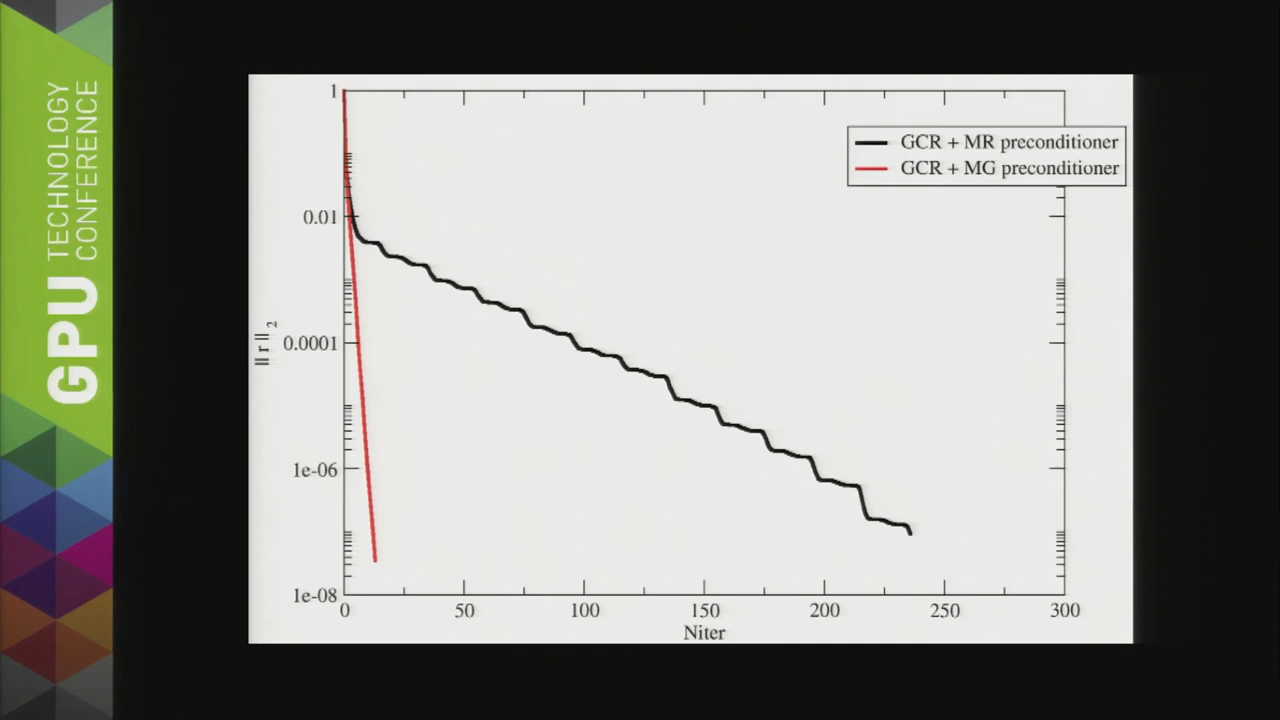 GPU TECHNOLOGY
CONFERENCE
1
0.01
0.0001
1e-06
1e-08
|| r ||2
0 50 100 150 200 250 300
Niter
GCR + MR preconditioner
GCR + MG preconditioner